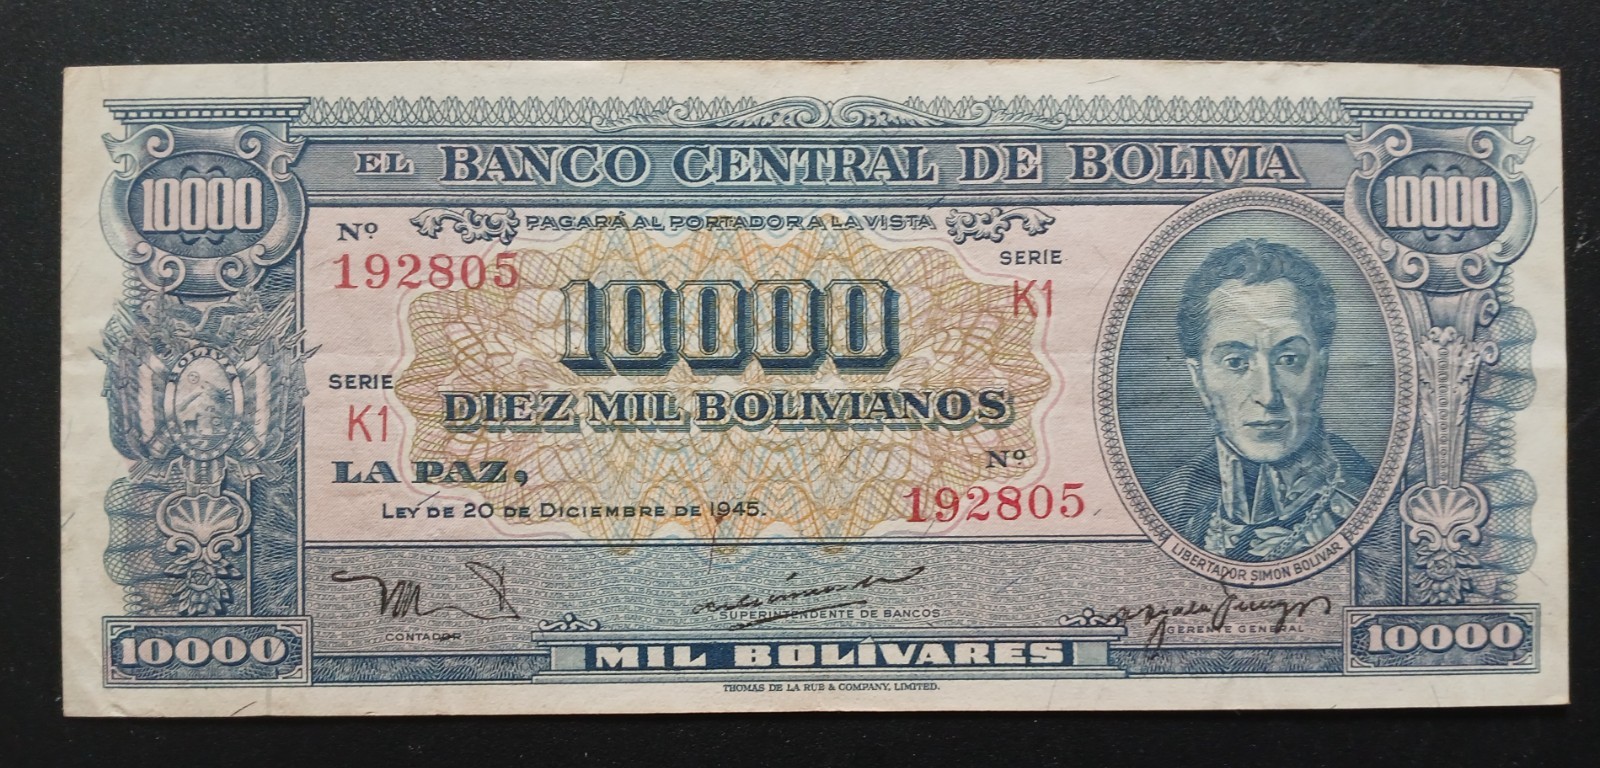 EL BANCO CENTRAL DE BOLIVIA
10000
10000
Nº
PAGARÁ AL PORTADOR A LA VISTA
192805
SERIE
K1
10000
BOLIVIA
SERIE
K1
DIEZ MIL BOLIVIANOS
LA PAZ,
Nº
192805
LEY DE 20 DE DICIEMBRE DE 1945.
LIBERTADOR SIMON BOLIVAR
CONTADOR
SUPERINTENDENTE DE BANCOS
GERENTE GENERAL
10000
MIL BOLÍVARES
10000
THOMAS DE LA RUE & COMPANY, LIMITED.